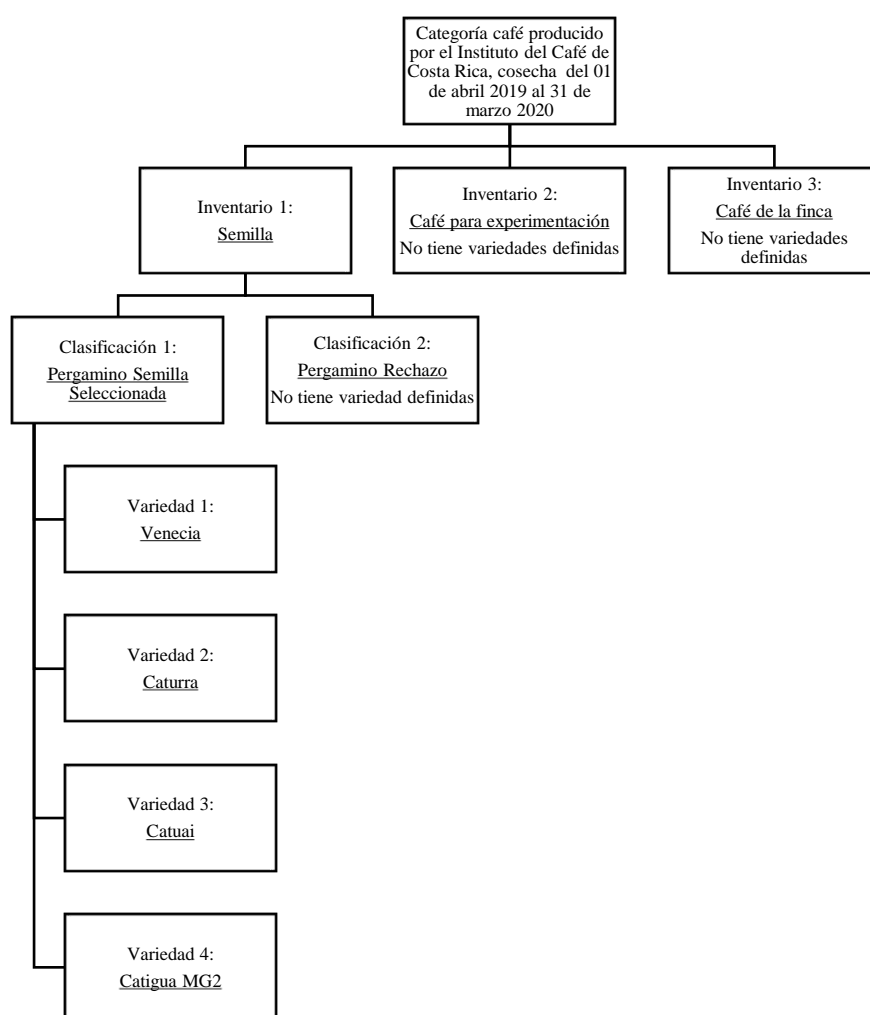 Categoría café producido
por el Instituto del Café de
Costa Rica, cosecha del 01
de abril 2019 al 31 de
marzo 2020
Inventario 1:
Semilla
Inventario 2:
Café para experimentación
No tiene variedades definidas
Inventario 3:
Café de la finca
No tiene variedades
definidas
Clasificación 1:
Pergamino Semilla
Seleccionada
Clasificación 2:
Pergamino Rechazo
No tiene variedad definidas
Variedad 1:
Venecia
Variedad 2:
Caturra
Variedad 3:
Catuai
Variedad 4:
Catigua MG2